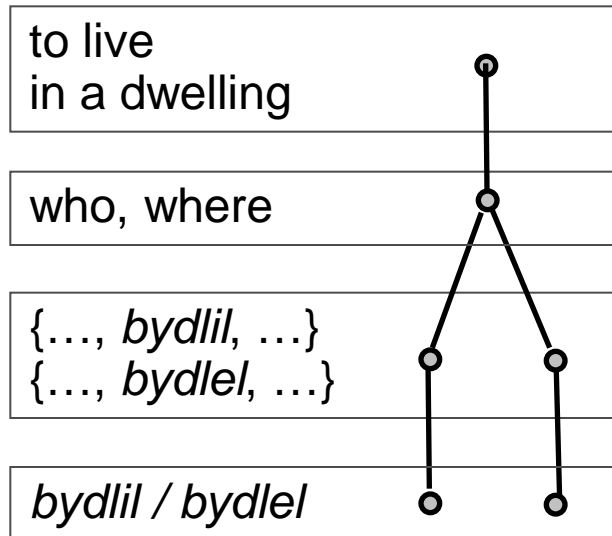 to live
in a dwelling
who, where
{…, bydlil, …}
{…, bydlel, …}
bydlil / bydlel